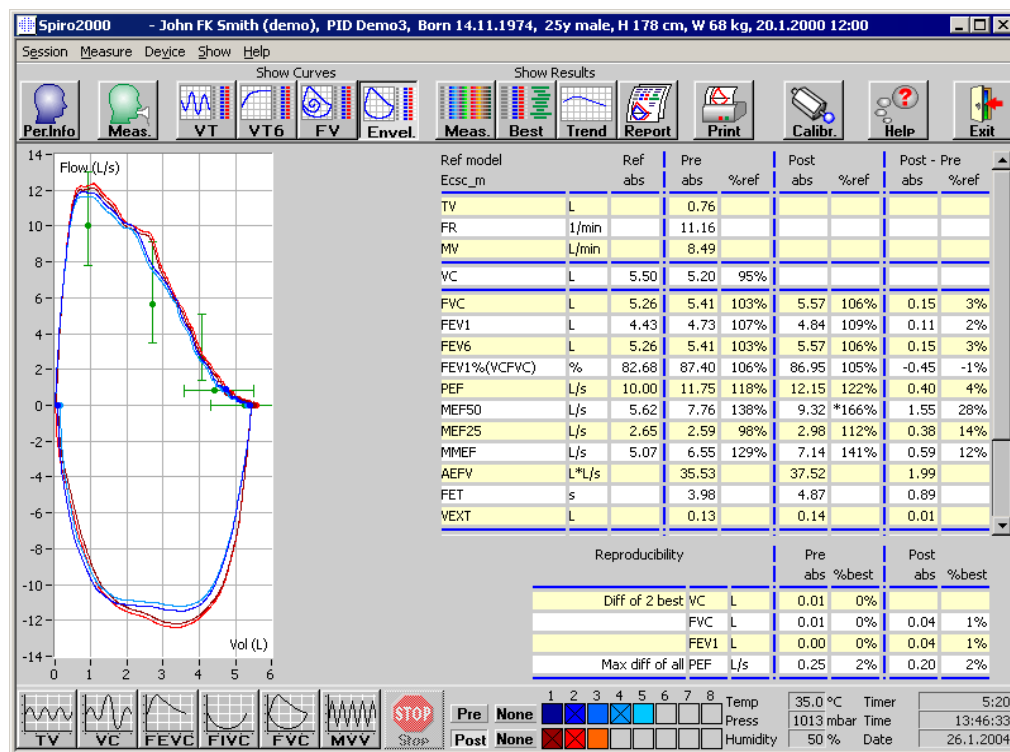 Spiro2000 - John FK Smith (demo), PID Demo3, Born 14.11.1974, 25y male, H 178 cm, W 68 kg, 20.1.2000 12:00
Session Measure Device Show Help
Show Curves Show Results
Per.Info Meas. VT VT6 FV Envel. Meas. Best Trend Report Print Calibr. Help Exit
Ref model Ref Pre Post Post - Pre
Ecsc_m abs abs %ref abs %ref abs %ref
TV L 0.76
FR 1/min 11.16
MV L/min 8.49
VC L 5.50 5.20 95%
FVC L 5.26 5.41 103% 5.57 106% 0.15 3%
FEV1 L 4.43 4.73 107% 4.84 109% 0.11 2%
FEV6 L 5.26 5.41 103% 5.57 106% 0.15 3%
FEV1%(VCFVC) % 82.68 87.40 106% 86.95 105% -0.45 -1%
PEF L/s 10.00 11.75 118% 12.15 122% 0.40 4%
MEF50 L/s 5.62 7.76 138% 9.32 *166% 1.55 28%
MEF25 L/s 2.65 2.59 98% 2.98 112% 0.38 14%
MMEF L/s 5.07 6.55 129% 7.14 141% 0.59 12%
AEFV L*L/s 35.53 37.52 1.99
FET s 3.98 4.87 0.89
VEXT L 0.13 0.14 0.01
Reproducibility Pre Post
abs %best abs %best
Diff of 2 best VC L 0.01 0%
FVC L 0.01 0% 0.04 1%
FEV1 L 0.00 0% 0.04 1%
Max diff of all PEF L/s 0.25 2% 0.20 2%
Flow (L/s)
14
12
10
8
6
4
2
0
-2
-4
-6
-8
-10
-12
-14
Vol (L)
0 1 2 3 4 5 6
TV VC FEVC FIVC FVC MVV
STOP
Stop
1 2 3 4 5 6 7 8
Pre None
Post None
Temp 35.0 °C Timer 5:20
Press 1013 mbar Time 13:46:33
Humidity 50 % Date 26.1.2004